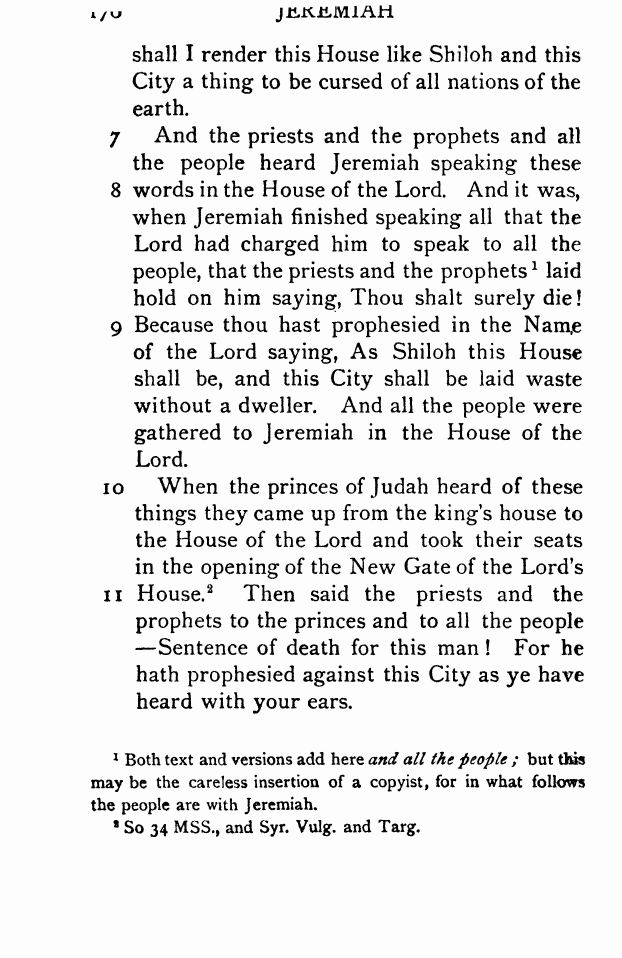 JEREMIAH
shall I render this House like Shiloh and this
City a thing to be cursed of all nations of the
earth.
7 And the priests and the prophets and all
the people heard Jeremiah speaking these
8 words in the House of the Lord. And it was,
when Jeremiah finished speaking all that the
Lord had charged him to speak to all the
people, that the priests and the prophets¹ laid
hold on him saying, Thou shalt surely die!
9 Because thou hast prophesied in the Name
of the Lord saying, As Shiloh this House
shall be, and this City shall be laid waste
without a dweller. And all the people were
gathered to Jeremiah in the House of the
Lord.
10 When the princes of Judah heard of these
things they came up from the king's house to
the House of the Lord and took their seats
in the opening of the New Gate of the Lord's
11 House.² Then said the priests and the
prophets to the princes and to all the people
—Sentence of death for this man! For he
hath prophesied against this City as ye have
heard with your ears.
¹ Both text and versions add here and all the people; but this
may be the careless insertion of a copyist, for in what follows
the people are with Jeremiah.
² So 34 MSS., and Syr. Vulg. and Targ.